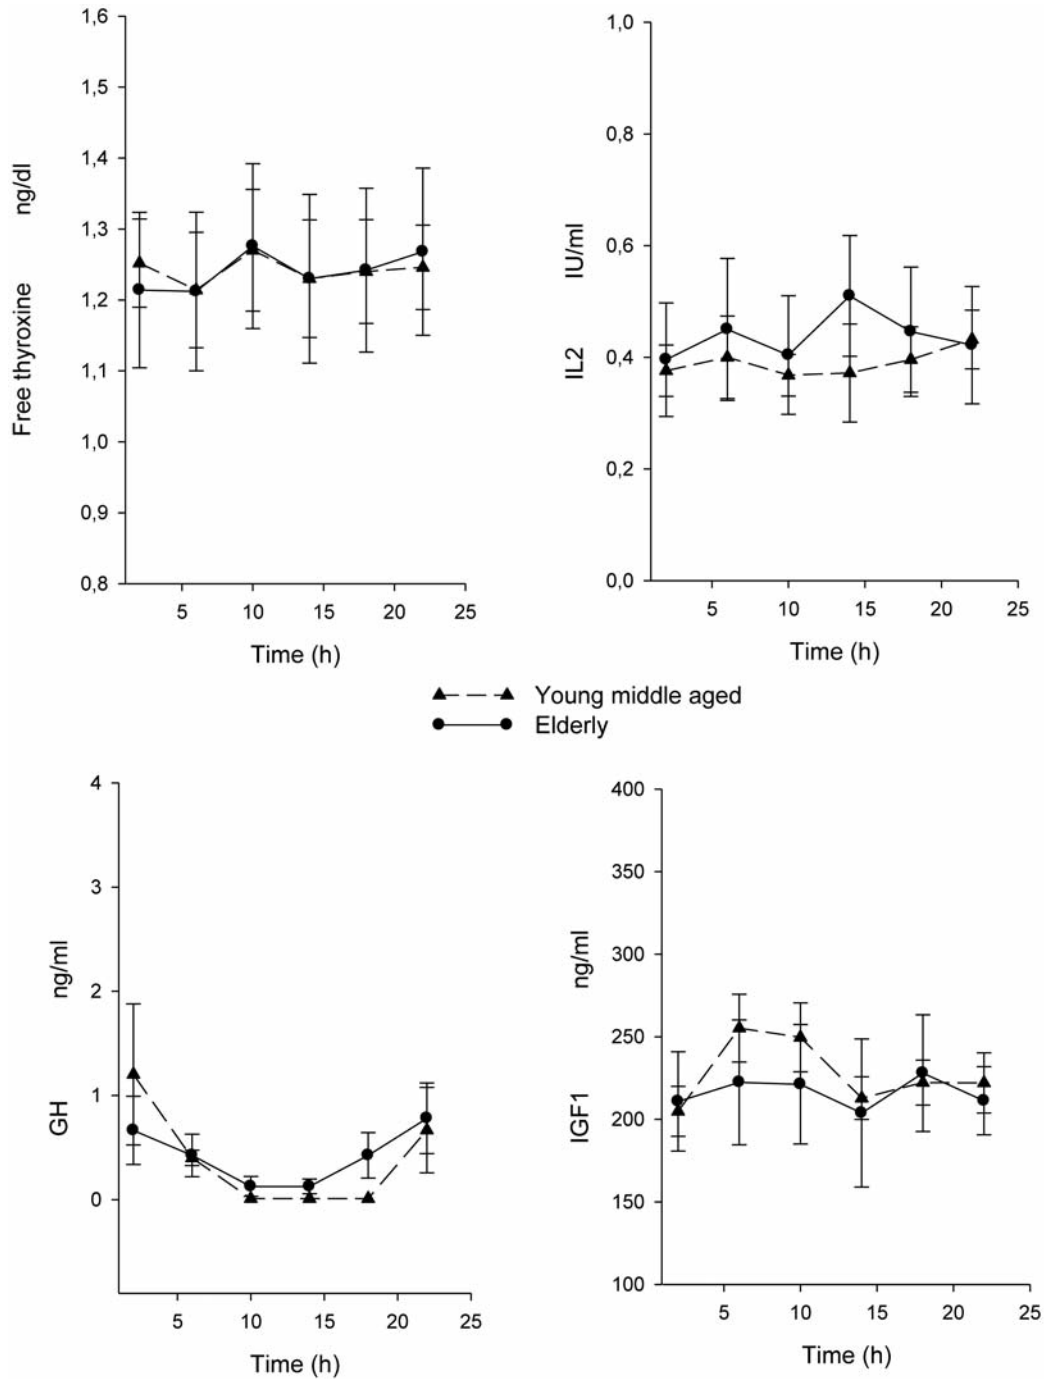 1,6
1,5
1,4
1,3
1,2
1,1
1,0
0,9
0,8
Free thyroxine ng/dl
5 10 15 20 25
Time (h)
1,0
0,8
0,6
0,4
0,2
0,0
IL2 IU/ml
5 10 15 20 25
Time (h)
Young middle aged
Elderly
4
3
2
1
0
GH ng/ml
5 10 15 20 25
Time (h)
400
350
300
250
200
150
100
IGF1 ng/ml
5 10 15 20 25
Time (h)